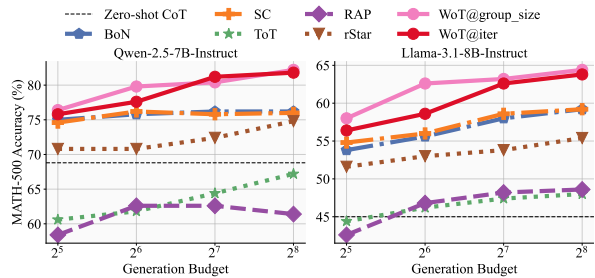 Zero-shot CoT SC RAP WoT@group_size
BoN ToT rStar WoT@iter
Qwen-2.5-7B-Instruct Llama-3.1-8B-Instruct
MATH-500 Accuracy (%)
80
75
70
65
60
2^5 2^6 2^7 2^8
Generation Budget
65
60
55
50
45
2^5 2^6 2^7 2^8
Generation Budget